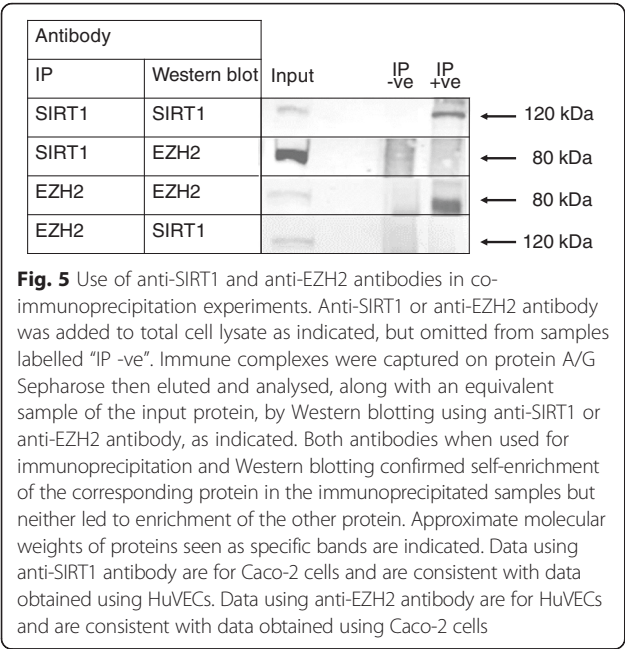 Antibody
IP Western blot Input IP -ve IP +ve
SIRT1 SIRT1 120 kDa
SIRT1 EZH2 80 kDa
EZH2 EZH2 80 kDa
EZH2 SIRT1 120 kDa
Fig. 5 Use of anti-SIRT1 and anti-EZH2 antibodies in co-
immunoprecipitation experiments. Anti-SIRT1 or anti-EZH2 antibody
was added to total cell lysate as indicated, but omitted from samples
labelled “IP -ve”. Immune complexes were captured on protein A/G
Sepharose then eluted and analysed, along with an equivalent
sample of the input protein, by Western blotting using anti-SIRT1 or
anti-EZH2 antibody, as indicated. Both antibodies when used for
immunoprecipitation and Western blotting confirmed self-enrichment
of the corresponding protein in the immunoprecipitated samples but
neither led to enrichment of the other protein. Approximate molecular
weights of proteins seen as specific bands are indicated. Data using
anti-SIRT1 antibody are for Caco-2 cells and are consistent with data
obtained using HuVECs. Data using anti-EZH2 antibody are for HuVECs
and are consistent with data obtained using Caco-2 cells